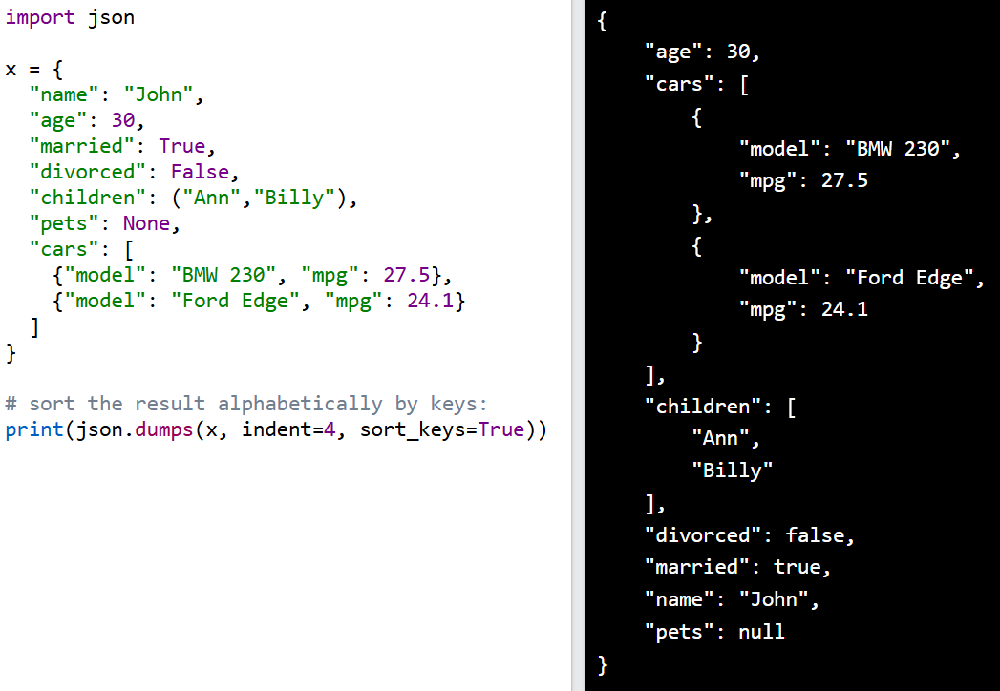 import json

x = {
  "name": "John",
  "age": 30,
  "married": True,
  "divorced": False,
  "children": ("Ann","Billy"),
  "pets": None,
  "cars": [
    {"model": "BMW 230", "mpg": 27.5},
    {"model": "Ford Edge", "mpg": 24.1}
  ]
}

# sort the result alphabetically by keys:
print(json.dumps(x, indent=4, sort_keys=True))

{
    "age": 30,
    "cars": [
        {
            "model": "BMW 230",
            "mpg": 27.5
        },
        {
            "model": "Ford Edge",
            "mpg": 24.1
        }
    ],
    "children": [
        "Ann",
        "Billy"
    ],
    "divorced": false,
    "married": true,
    "name": "John",
    "pets": null
}